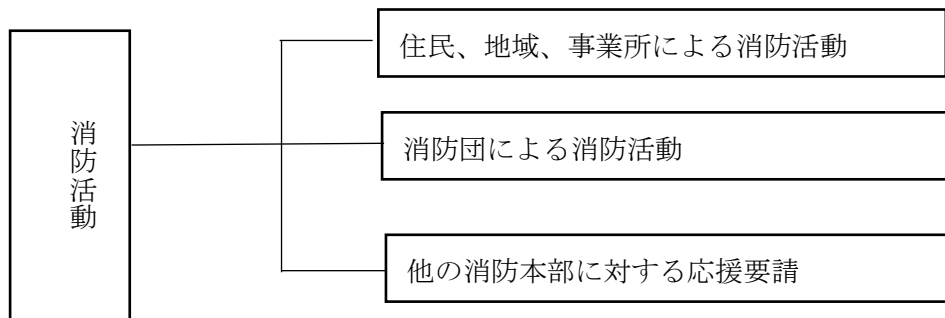 消防活動
住民、地域、事業所による消防活動
消防団による消防活動
他の消防本部に対する応援要請